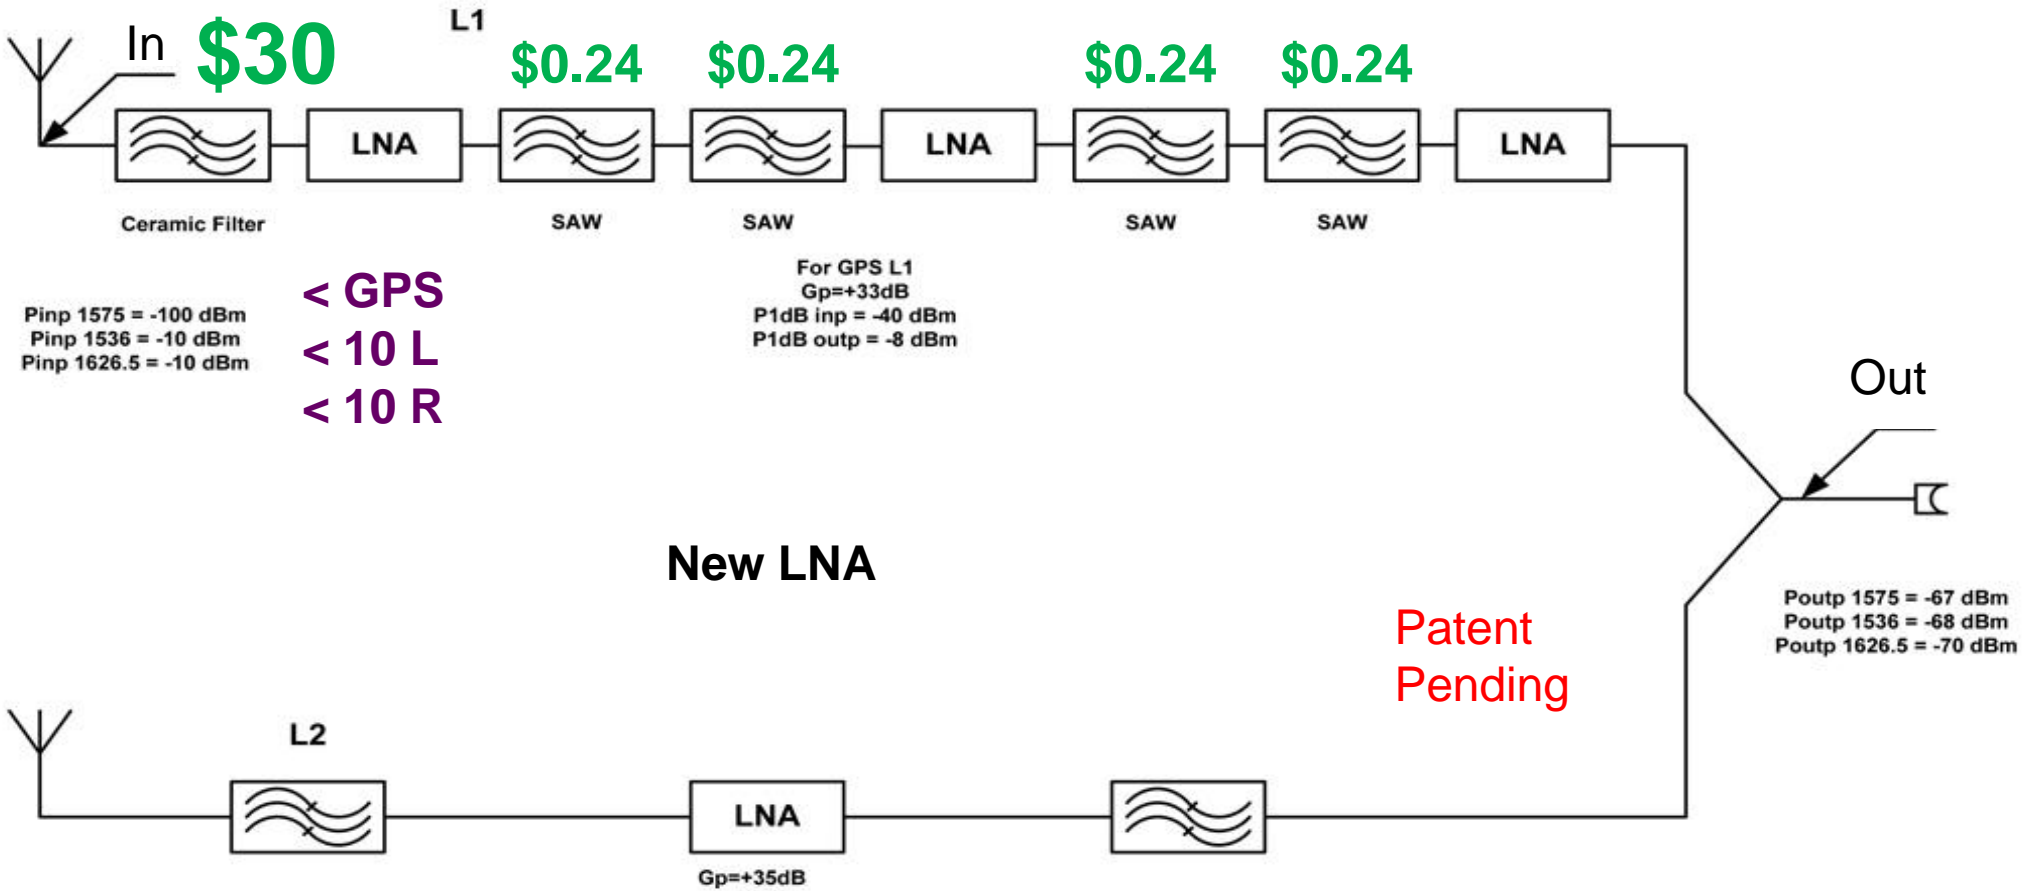 L1
In
$30
$0.24
$0.24
$0.24
$0.24
LNA
LNA
LNA
Ceramic Filter
SAW
SAW
SAW
SAW
Pinp 1575 = -100 dBm
Pinp 1536 = -10 dBm
Pinp 1626.5 = -10 dBm
< GPS
< 10 L
< 10 R
For GPS L1
Gp=+33dB
P1dB inp = -40 dBm
P1dB outp = -8 dBm
Out
New LNA
Patent
Pending
Poutp 1575 = -67 dBm
Poutp 1536 = -68 dBm
Poutp 1626.5 = -70 dBm
L2
LNA
Gp=+35dB